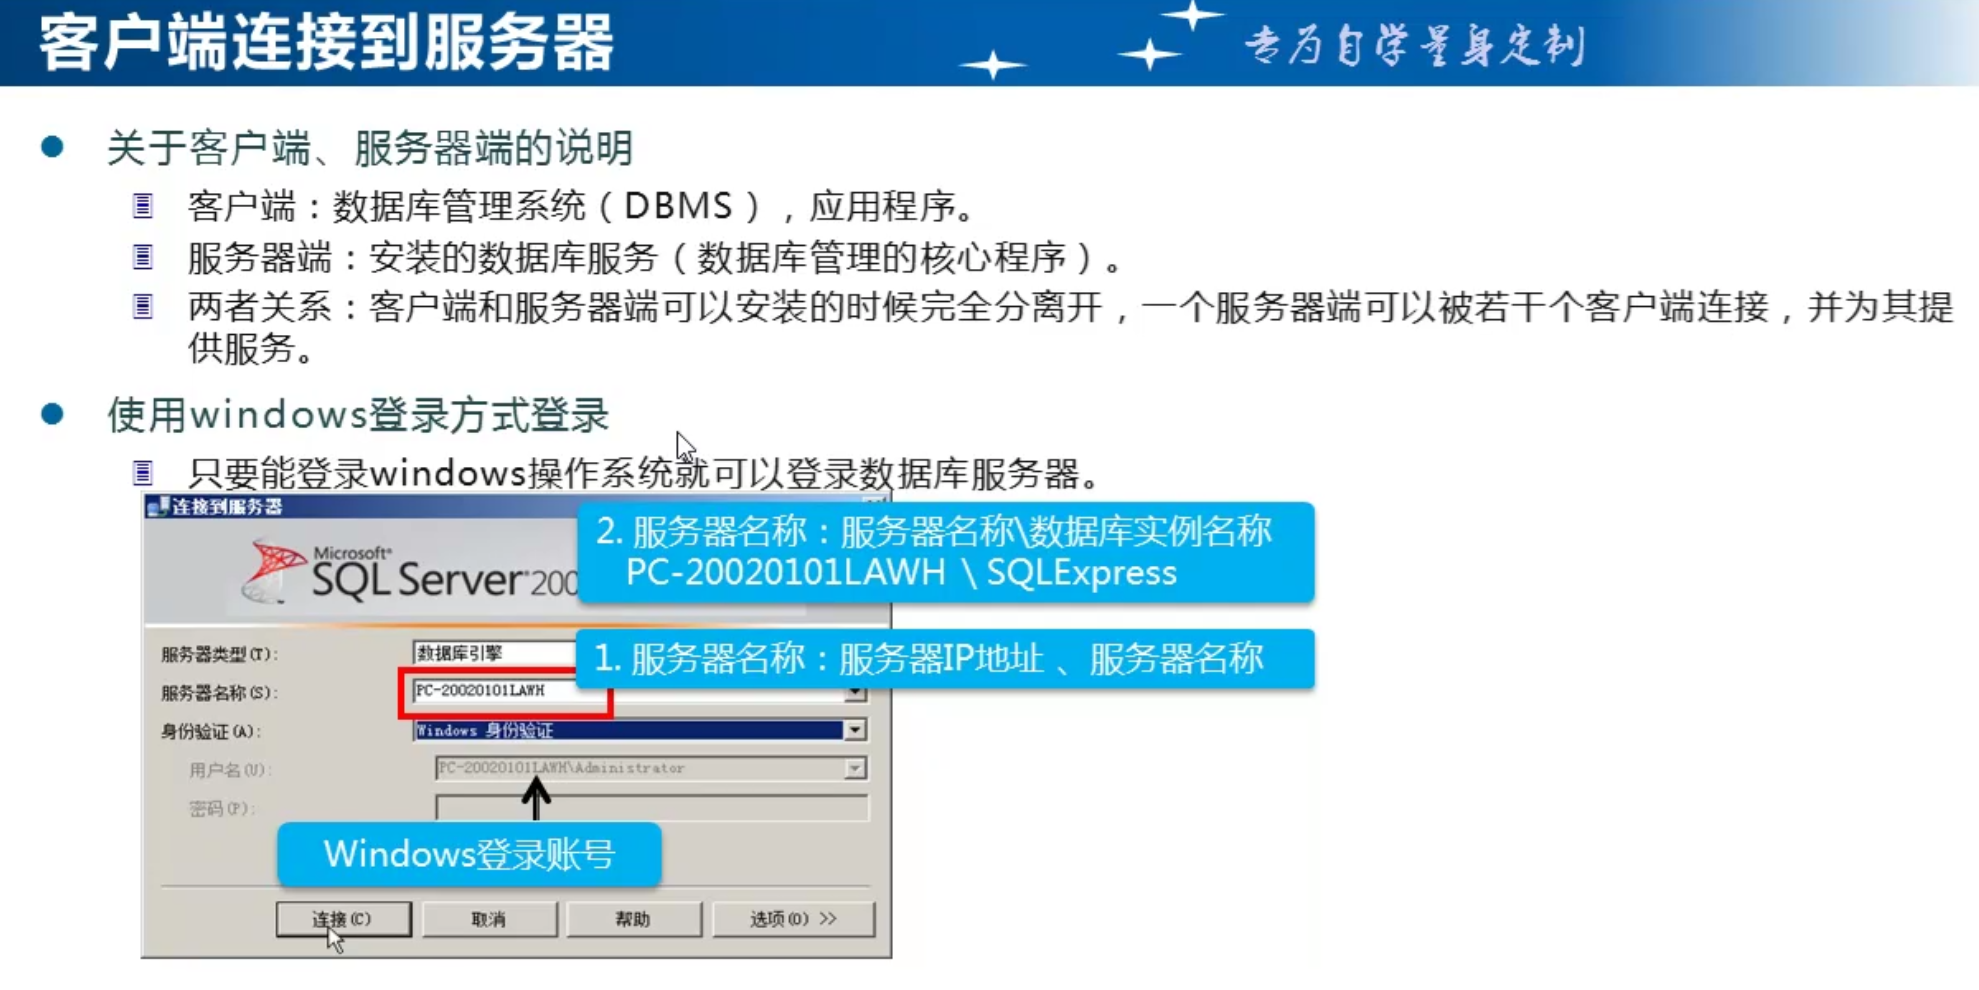 客户端连接到服务器
专为自学量身定制
关于客户端、服务器端的说明
客户端：数据库管理系统（DBMS），应用程序。
服务器端：安装的数据库服务（数据库管理的核心程序）。
两者关系：客户端和服务器端可以安装的时候完全分离开，一个服务器端可以被若干个客户端连接，并为其提
供服务。
使用windows登录方式登录
只要能登录windows操作系统就可以登录数据库服务器。
连接到服务器
Microsoft®
SQL Server®200
2. 服务器名称：服务器名称\数据库实例名称
PC-20020101LAWH \ SQLExpress
服务器类型(T):
数据库引擎
1. 服务器名称：服务器IP地址 、服务器名称
服务器名称(S):
PC-20020101LAWH
身份验证(A):
Windows 身份验证
用户名(U):
PC-20020101LAWH\Administrator
密码(P):
Windows登录账号
连接(C)
取消
帮助
选项(O) >>